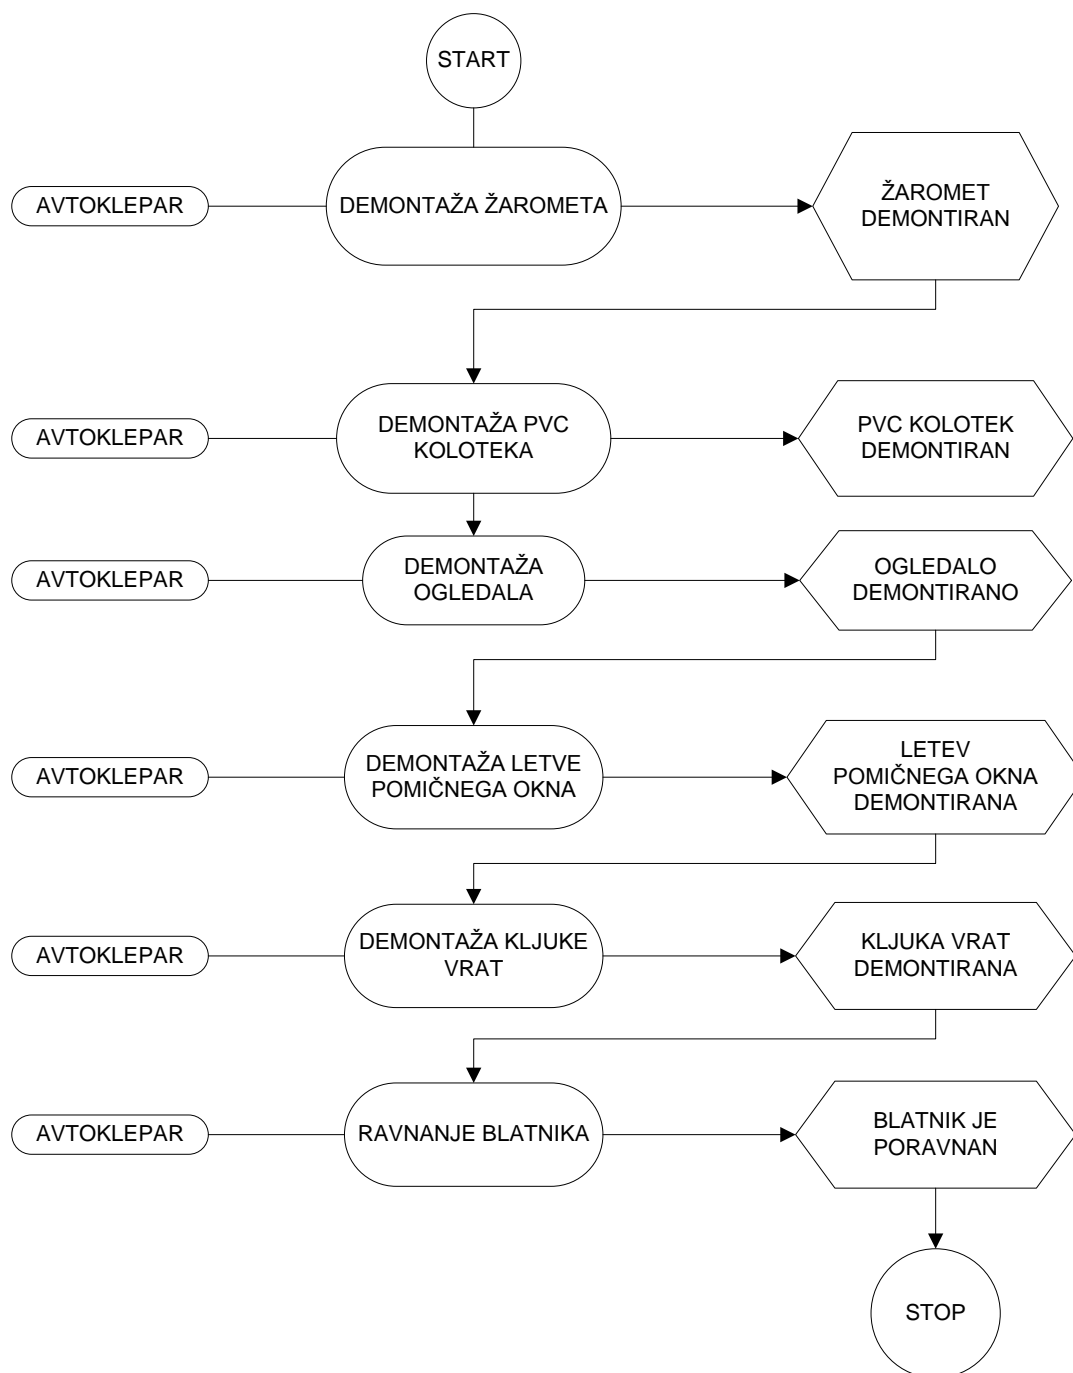 START
AVTOKLEPAR
DEMONTAŽA ŽAROMETA
ŽAROMET
DEMONTIRAN
AVTOKLEPAR
DEMONTAŽA PVC
KOLOTEKA
PVC KOLOTEK
DEMONTIRAN
AVTOKLEPAR
DEMONTAŽA
OGLEDALA
OGLEDALO
DEMONTIRANO
AVTOKLEPAR
DEMONTAŽA LETVE
POMIČNEGA OKNA
LETEV
POMIČNEGA OKNA
DEMONTIRANA
AVTOKLEPAR
DEMONTAŽA KLJUKE
VRAT
KLJUKA VRAT
DEMONTIRANA
AVTOKLEPAR
RAVNANJE BLATNIKA
BLATNIK JE
PORAVNAN
STOP